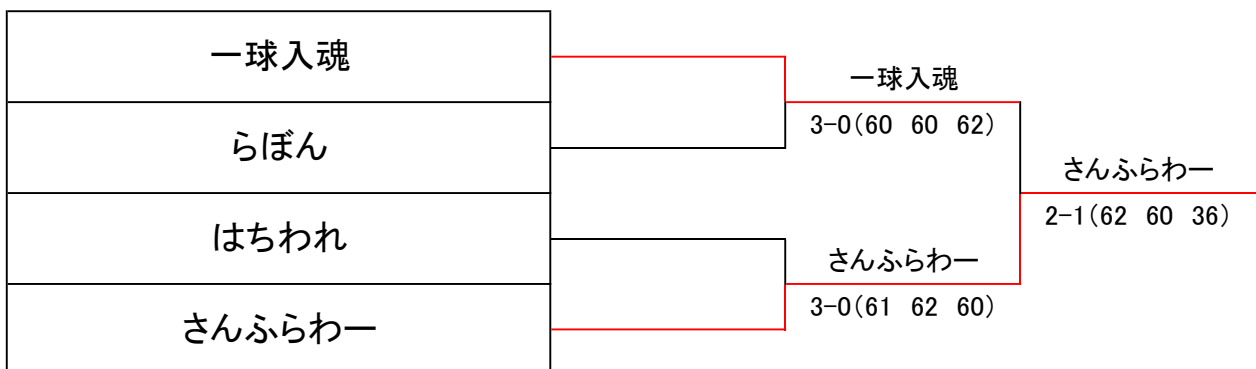 一球入魂
らぼん
はちわれ
さんふらわー
一球入魂
3-0(60 60 62)
さんふらわー
3-0(61 62 60)
さんふらわー
2-1(62 60 36)